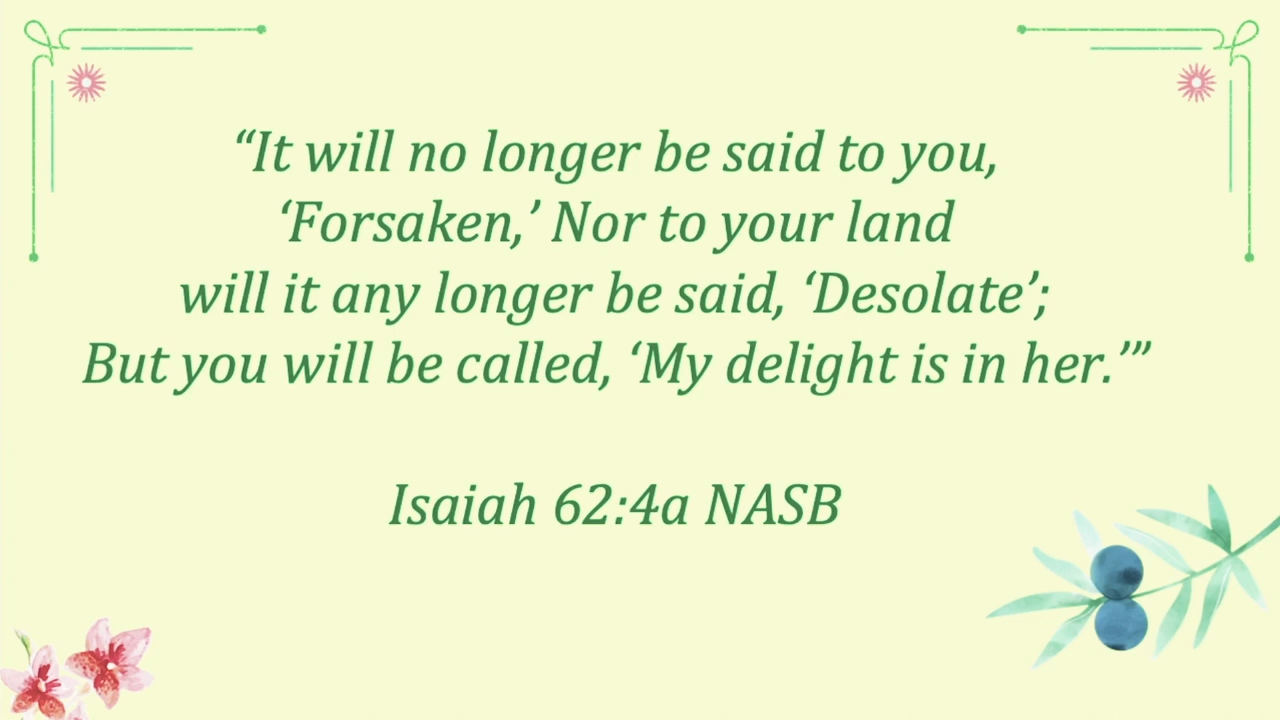 “It will no longer be said to you,
‘Forsaken,’ Nor to your land
will it any longer be said, ‘Desolate’;
But you will be called, ‘My delight is in her.’”
Isaiah 62:4a NASB